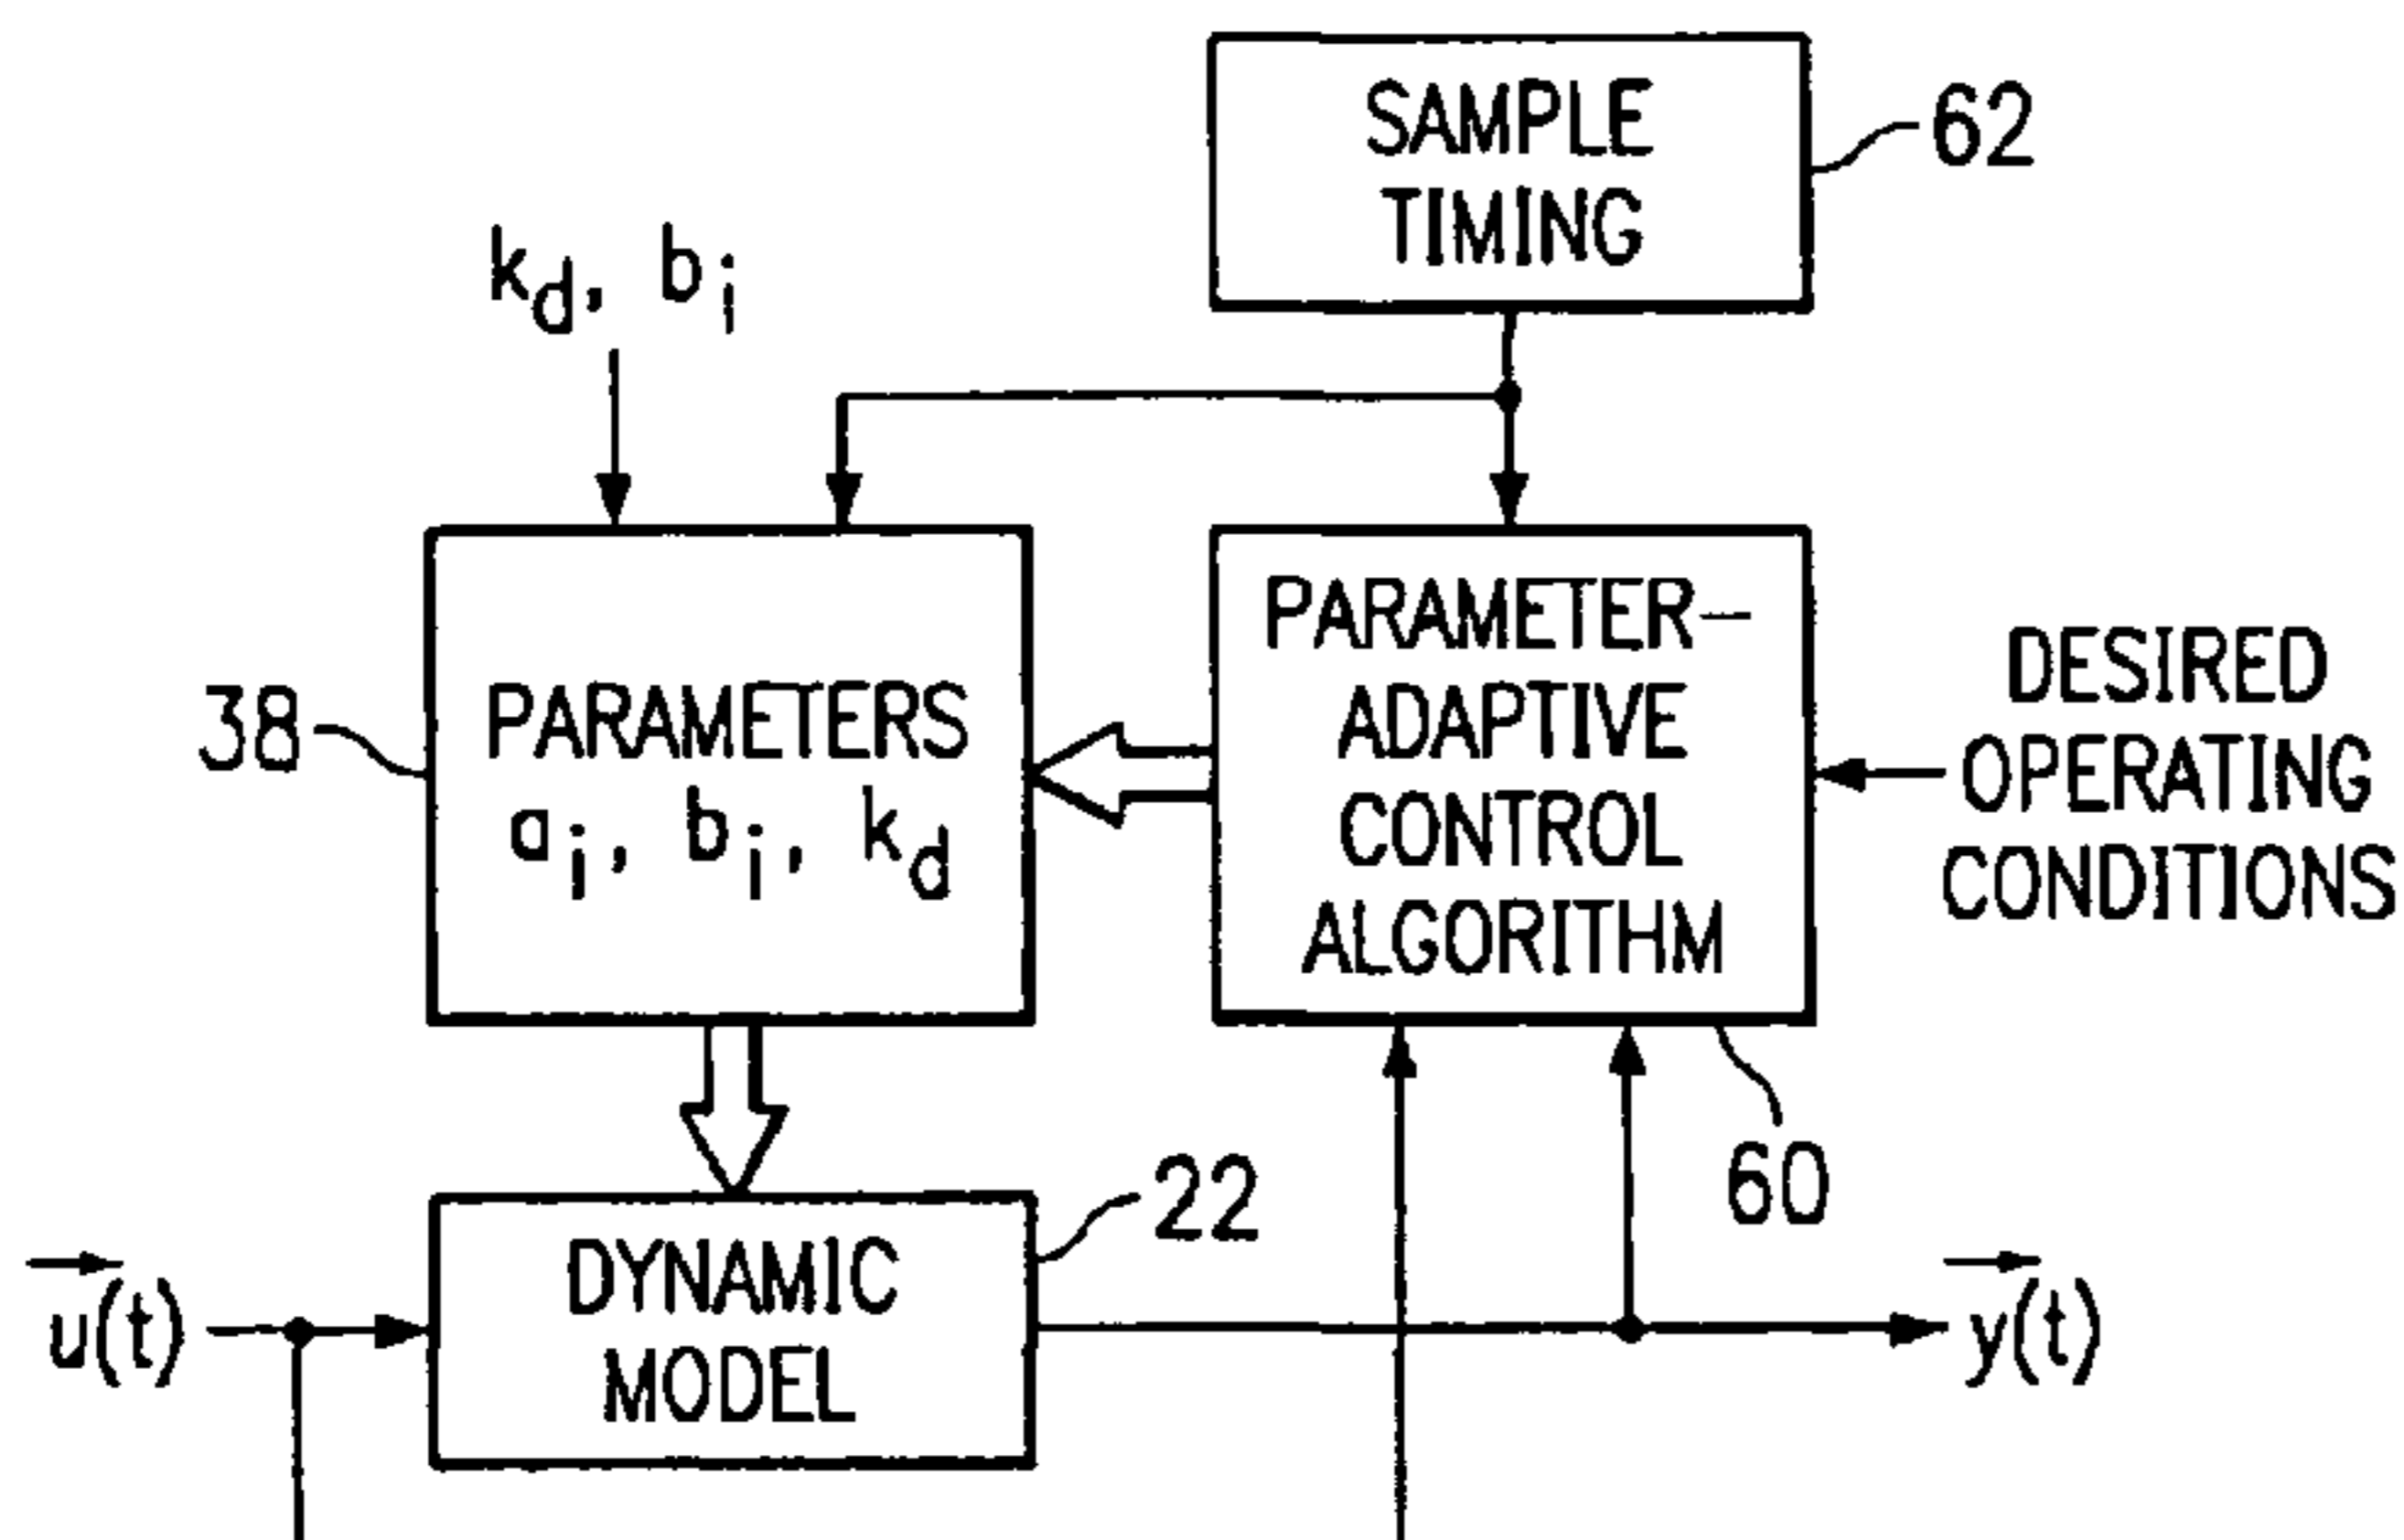 SAMPLE
TIMING
62
k_d, b_i
PARAMETERS
a_i, b_i, k_d
38
PARAMETER-
ADAPTIVE
CONTROL
ALGORITHM
DESIRED
OPERATING
CONDITIONS
60
22
DYNAMIC
MODEL
u(t)
y(t)